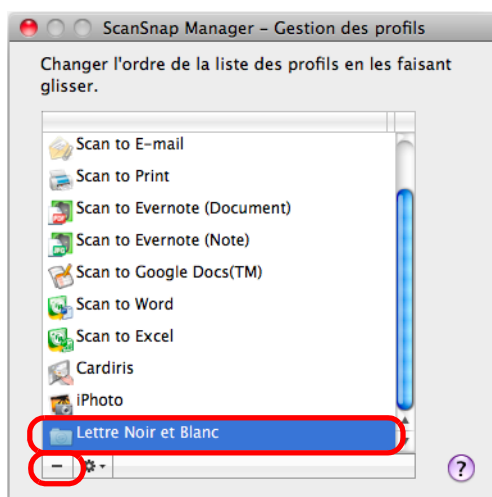 ScanSnap Manager – Gestion des profils
Changer l'ordre de la liste des profils en les faisant
glisser.
Scan to E-mail
Scan to Print
Scan to Evernote (Document)
Scan to Evernote (Note)
Scan to Google Docs(TM)
Scan to Word
Scan to Excel
Cardiris
iPhoto
Lettre Noir et Blanc